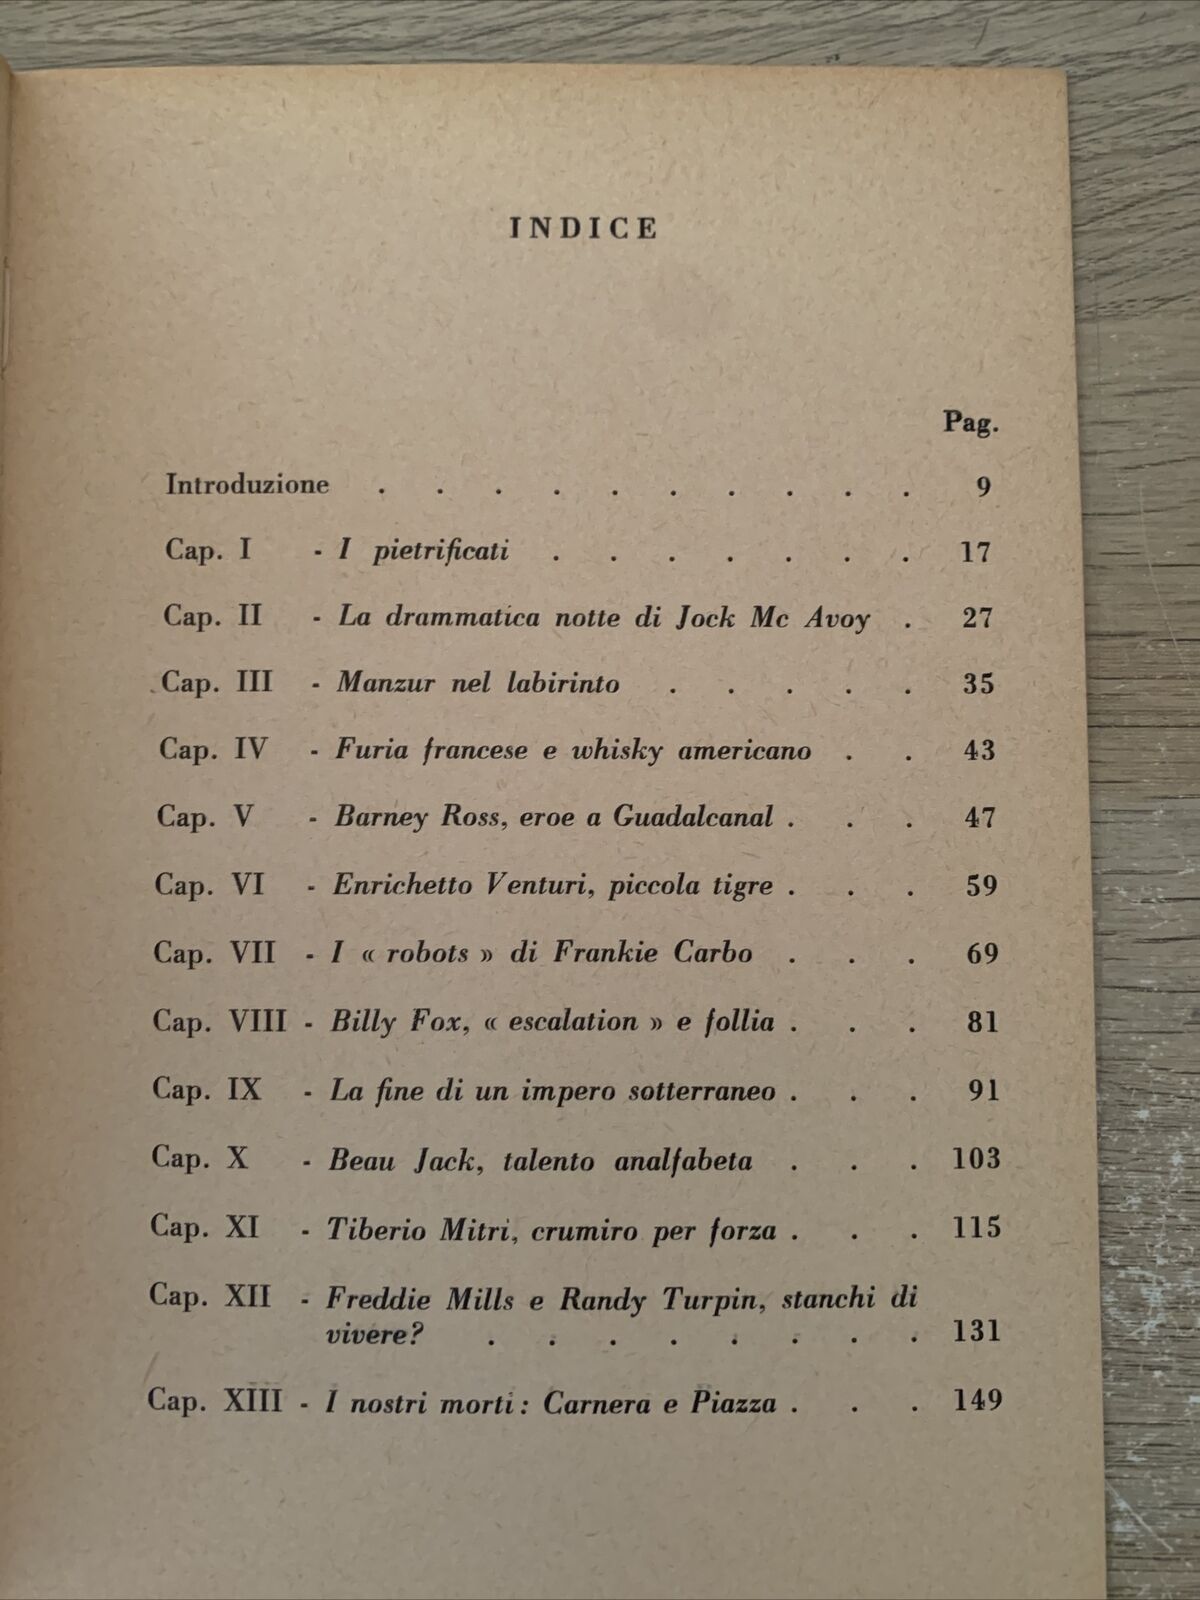 INDICE
Pag.
Introduzione . . . . . . . . . . 9
Cap. I - I pietrificati . . . . . . . 17
Cap. II - La drammatica notte di Jock Mc Avoy . 27
Cap. III - Manzur nel labirinto . . . . . 35
Cap. IV - Furia francese e whisky americano . . 43
Cap. V - Barney Ross, eroe a Guadalcanal . . . 47
Cap. VI - Enrichetto Venturi, piccola tigre . . . 59
Cap. VII - I « robots » di Frankie Carbo . . . 69
Cap. VIII - Billy Fox, « escalation » e follia . . . 81
Cap. IX - La fine di un impero sotterraneo . . . 91
Cap. X - Beau Jack, talento analfabeta . . . 103
Cap. XI - Tiberio Mitri, crumiro per forza . . . 115
Cap. XII - Freddie Mills e Randy Turpin, stanchi di
vivere? . . . . . . . . 131
Cap. XIII - I nostri morti: Carnera e Piazza . . . 149